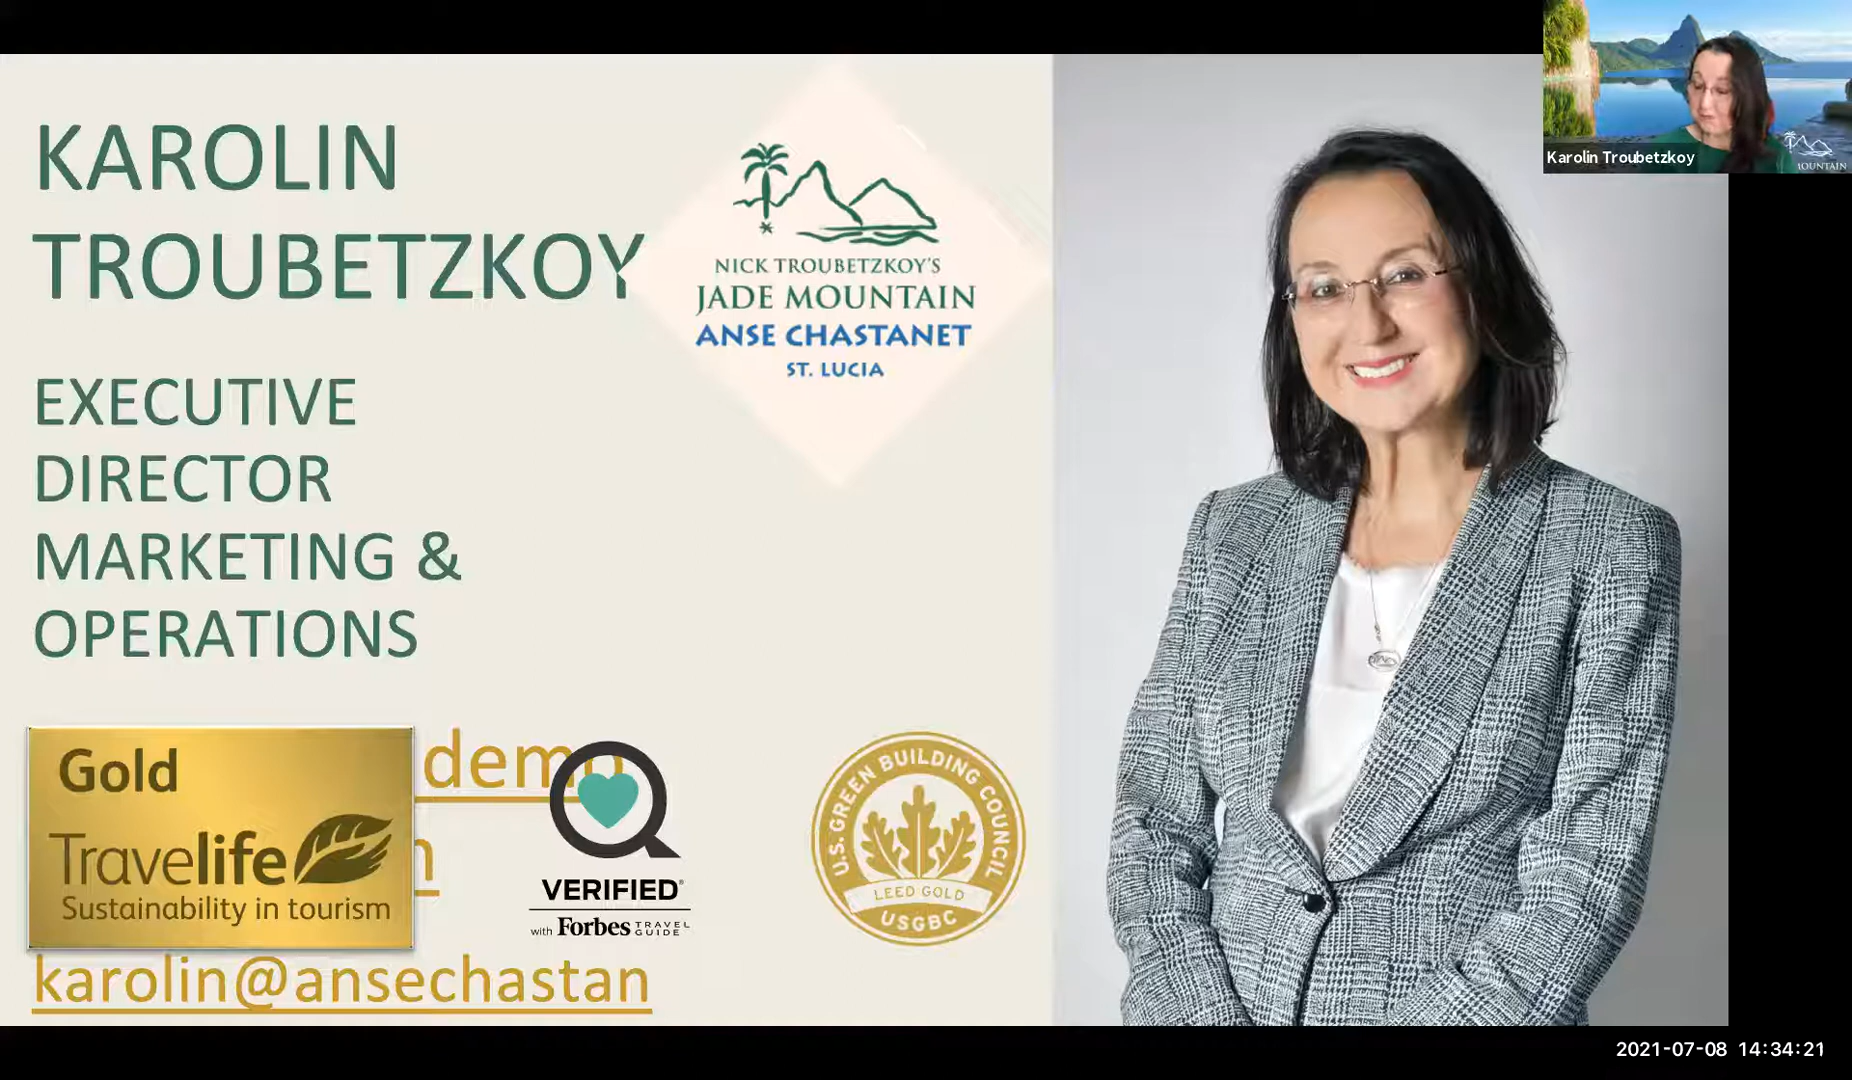 KAROLIN
TROUBETZKOY
NICK TROUBETZKOY'S
JADE MOUNTAIN
ANSE CHASTANET
ST. LUCIA
EXECUTIVE
DIRECTOR
MARKETING &
OPERATIONS
Gold
Travelife
Sustainability in tourism
VERIFIED
with Forbes TRAVEL GUIDE
U.S. GREEN BUILDING COUNCIL
LEED GOLD
USGBC
karolin@ansechastan
Karolin Troubetzkoy
2021-07-08 14:34:21